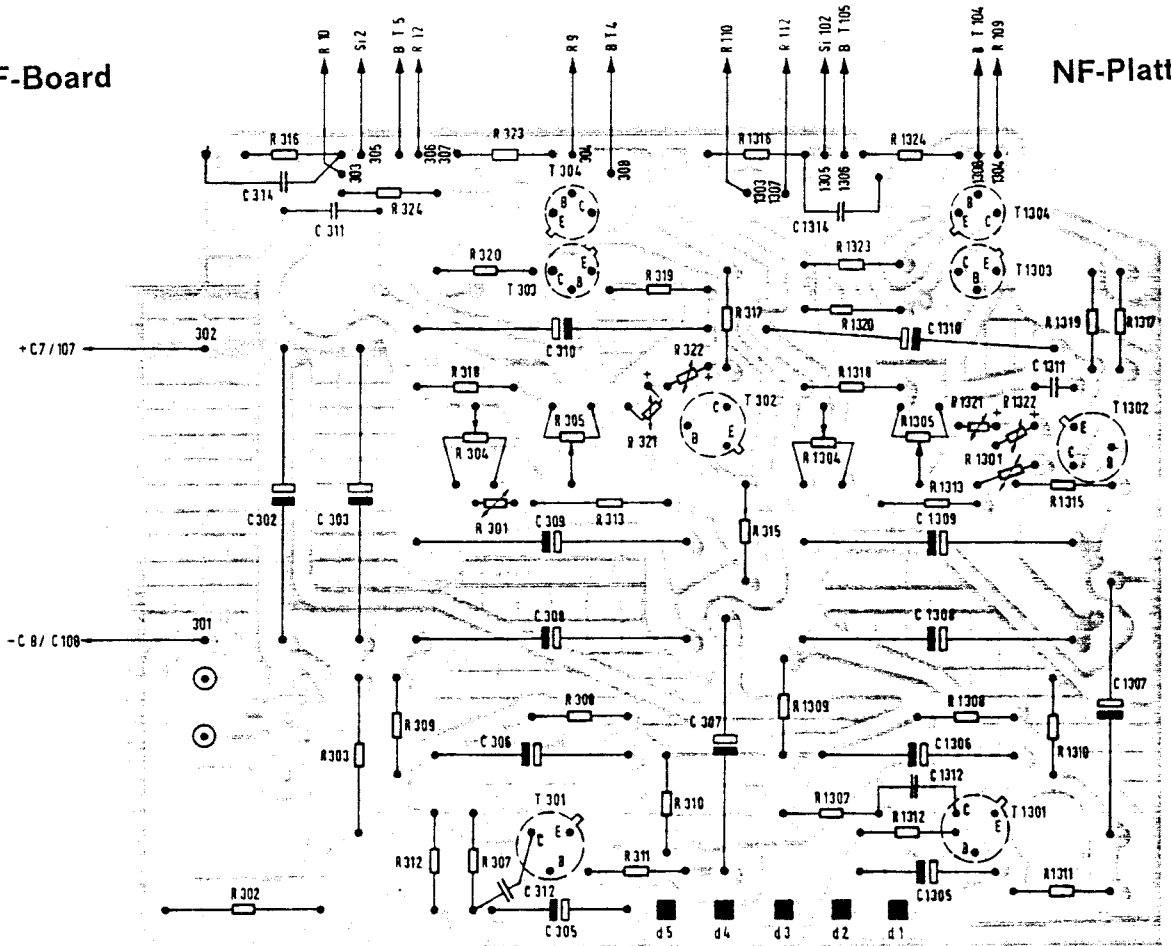 R 10 Si 2 B T 5 R 12 R 9 B T 4 R 110 R 112 Si 102 B T 105 B T 104 R 109
F-Board NF-Platt
R 316 305 306 307 R 323 304 308 R 1316 1305 1306 R 1324 1304
303 T 304 1303 1307
C 314 R 324 C 1314
C 311 B C E B E C T 1304
R 320 R 1323
C E B T 303 R 319 C E B T 1303
R 317 R 1320 R 1319 R 1317
302 C 310 C 1310
+C7/107 R 322 C 1311
R 318 + + R 1318 R 1321 R 1322
R 305 T 302 R 1305 + + T 1302
R 304 R 321 C B E R 1304 R 1301 E C B
C 302 C 303 R 301 C 309 R 313 R 315 R 1313 C 1309 R 1315
C 308 C 1308
301
-C 8/ C 108
R 309 R 308 C 307 R 1309 R 1308 C 1307
R 303 C 306 C 1306 R 1310
T 301 R 310 R 1307 C 1312 T 1301
R 312 R 307 C E B R 311 R 1312 C E B
C 312 C 1305 R 1311
R 302 C 305 d 5 d 4 d 3 d 2 d 1